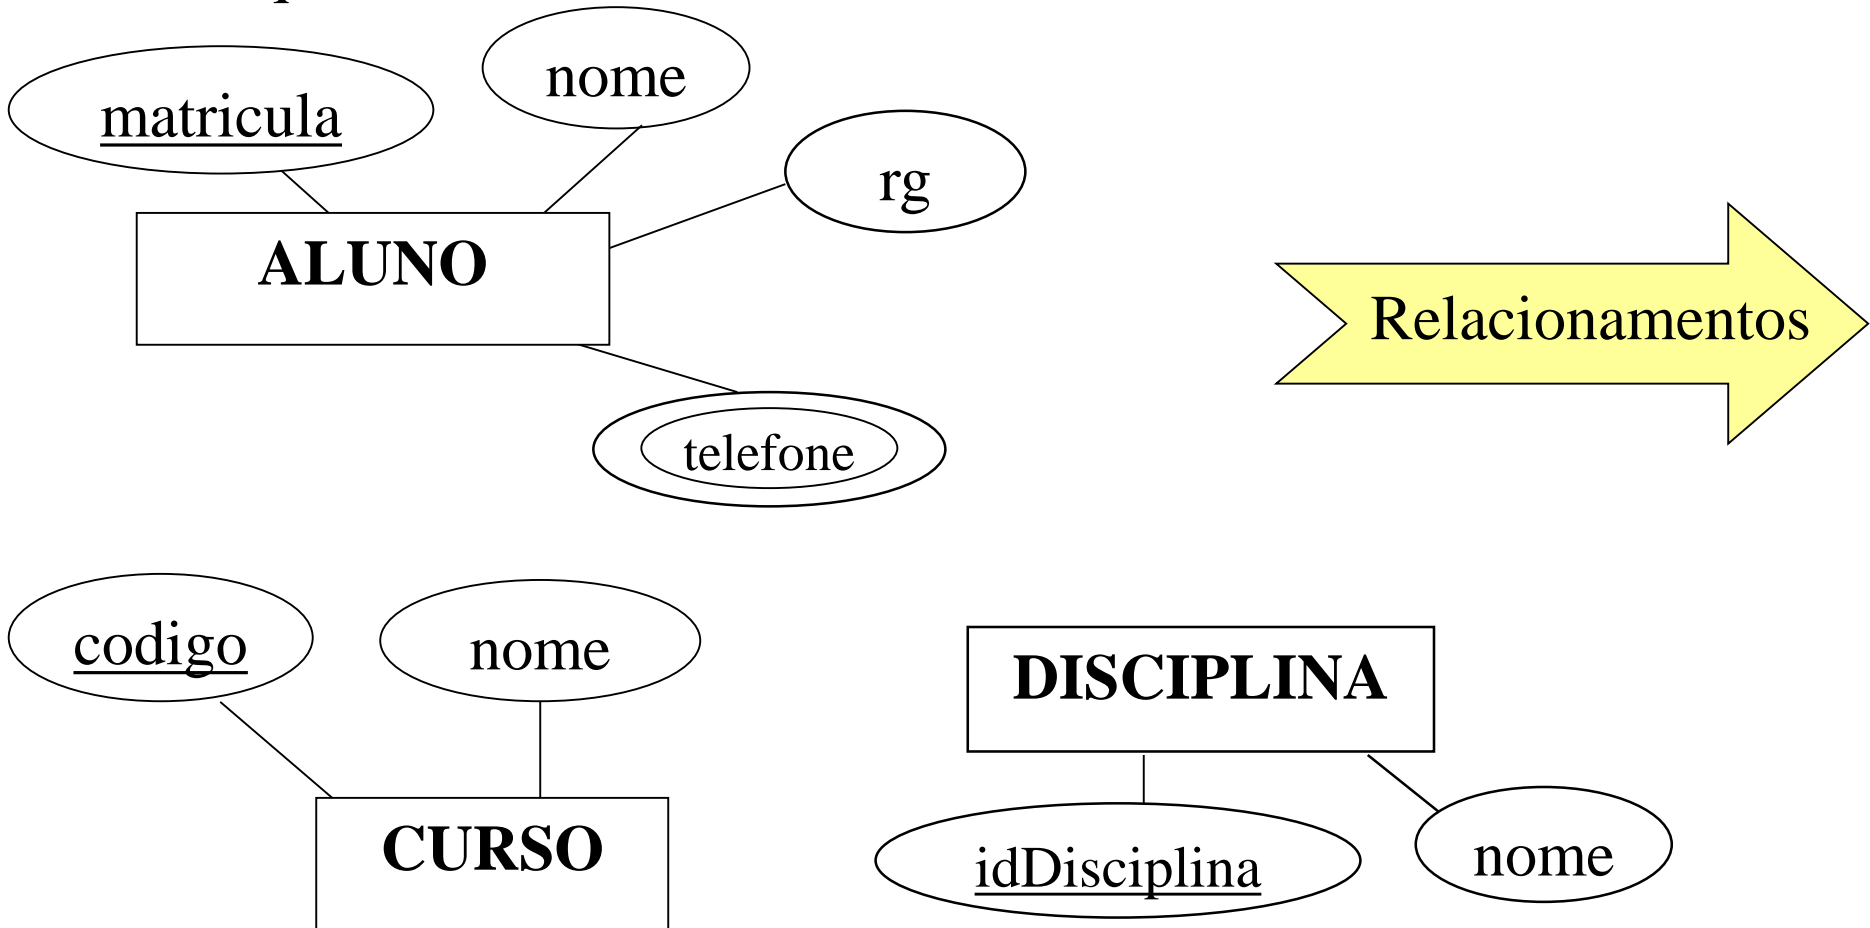 nome
matricula
rg
ALUNO
Relacionamentos
telefone
codigo
nome
DISCIPLINA
CURSO
idDisciplina
nome